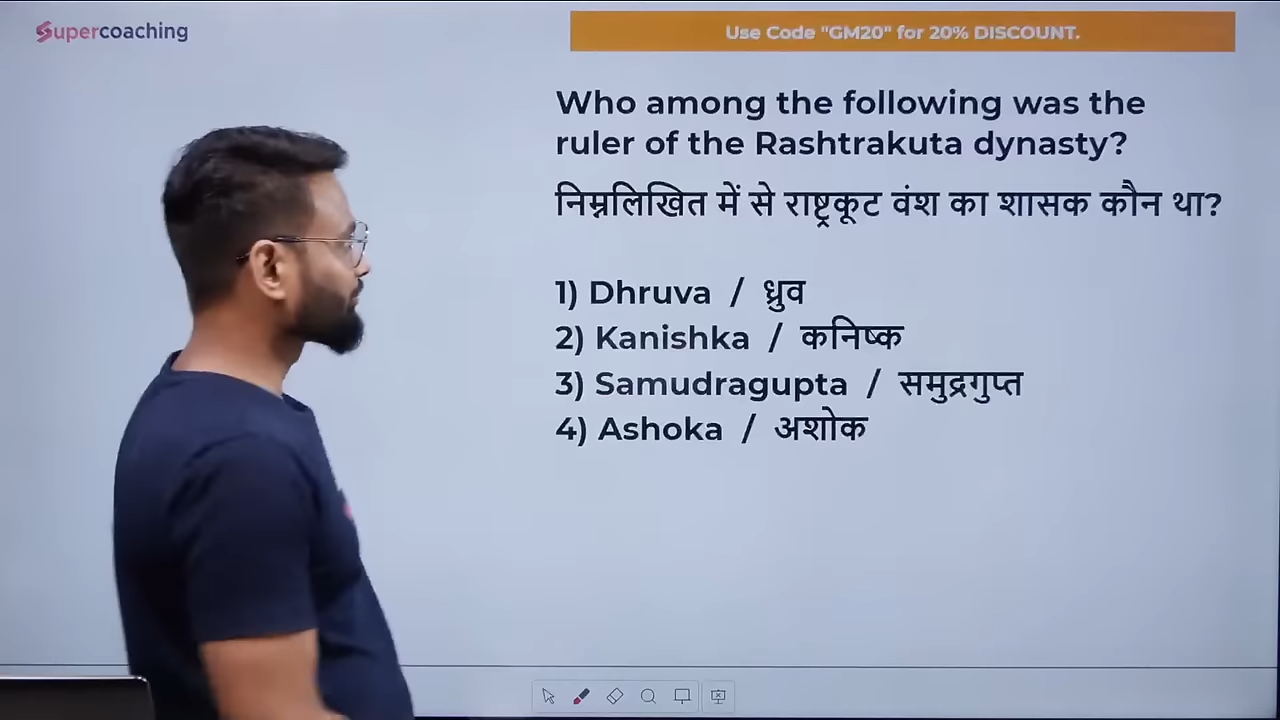 Supercoaching
Use Code "GM20" for 20% DISCOUNT.
Who among the following was the
ruler of the Rashtrakuta dynasty?
निम्नलिखित में से राष्ट्रकूट वंश का शासक कौन था?
1) Dhruva / ध्रुव
2) Kanishka / कनिष्क
3) Samudragupta / समुद्रगुप्त
4) Ashoka / अशोक